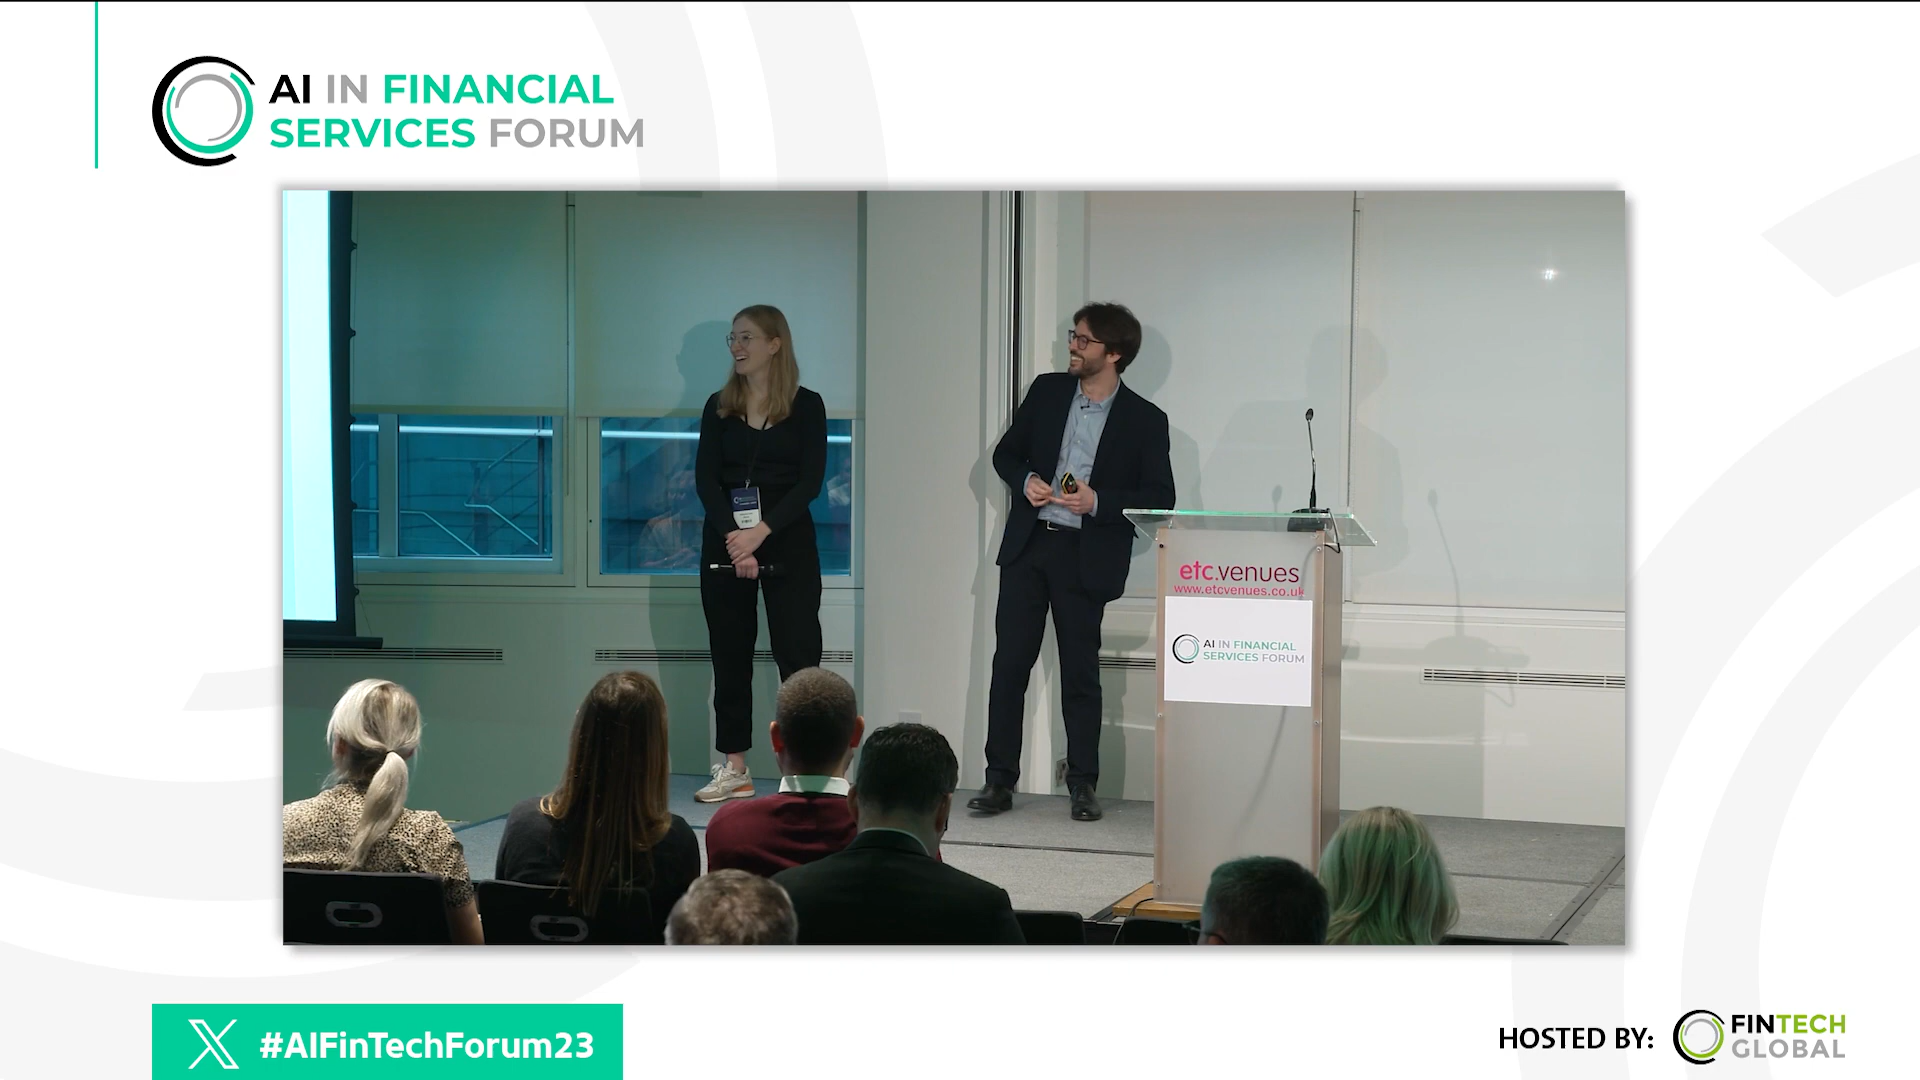 AI IN FINANCIAL
SERVICES FORUM
etc.venues
www.etcvenues.co.uk
AI IN FINANCIAL
SERVICES FORUM
#AIFinTechForum23
HOSTED BY:
FINTECH
GLOBAL